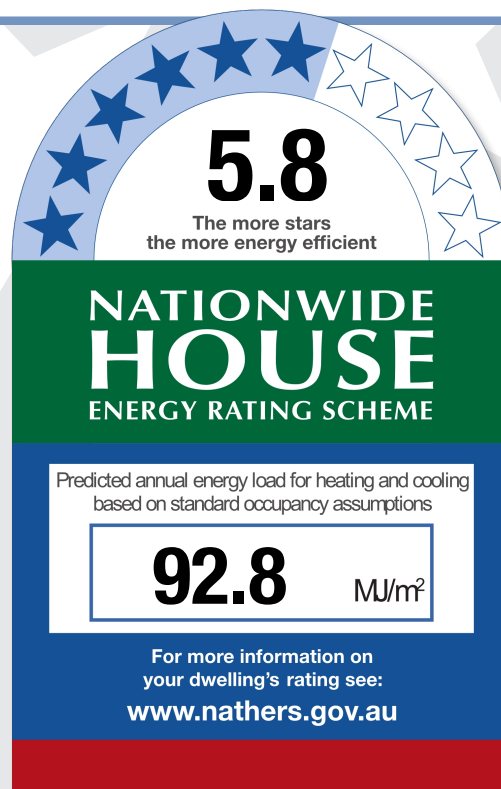 5.8
The more stars
the more energy efficient
NATIONWIDE
HOUSE
ENERGY RATING SCHEME
Predicted annual energy load for heating and cooling
based on standard occupancy assumptions
92.8 MJ/m²
For more information on
your dwelling's rating see:
www.nathers.gov.au